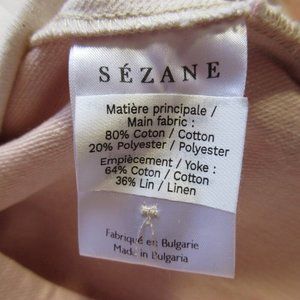 SÉZANE
Matière principale /
Main fabric :
80% Coton / Cotton
20% Polyester / Polyester
Emplècement / Yoke :
64% Coton / Cotton
36% Lin / Linen
Fabriqué en Bulgarie
Made in Bulgaria